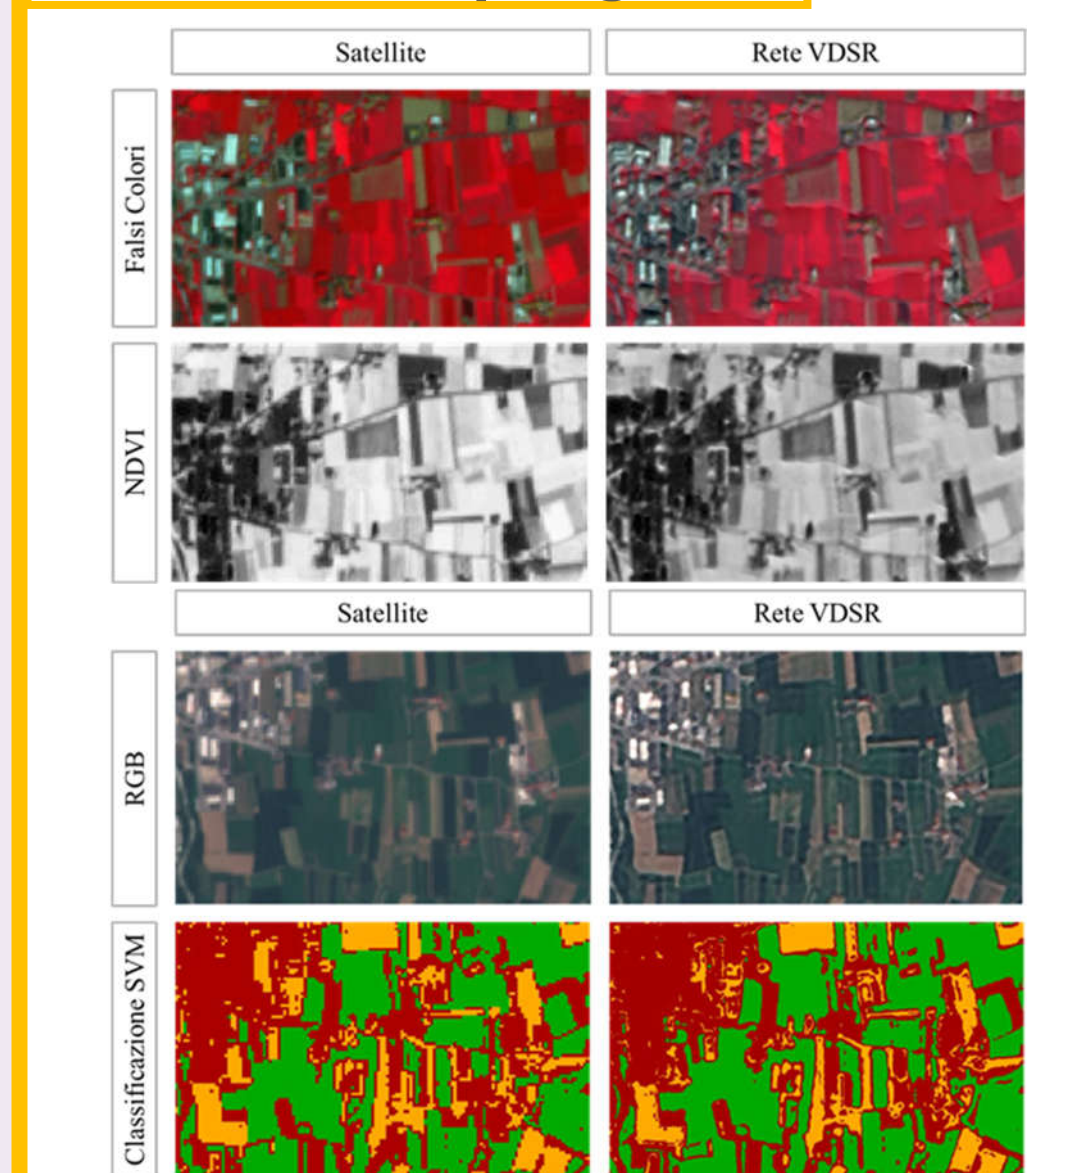 Satellite
Rete VDSR
Falsi Colori
NDVI
Satellite
Rete VDSR
RGB
Classificazione SVM